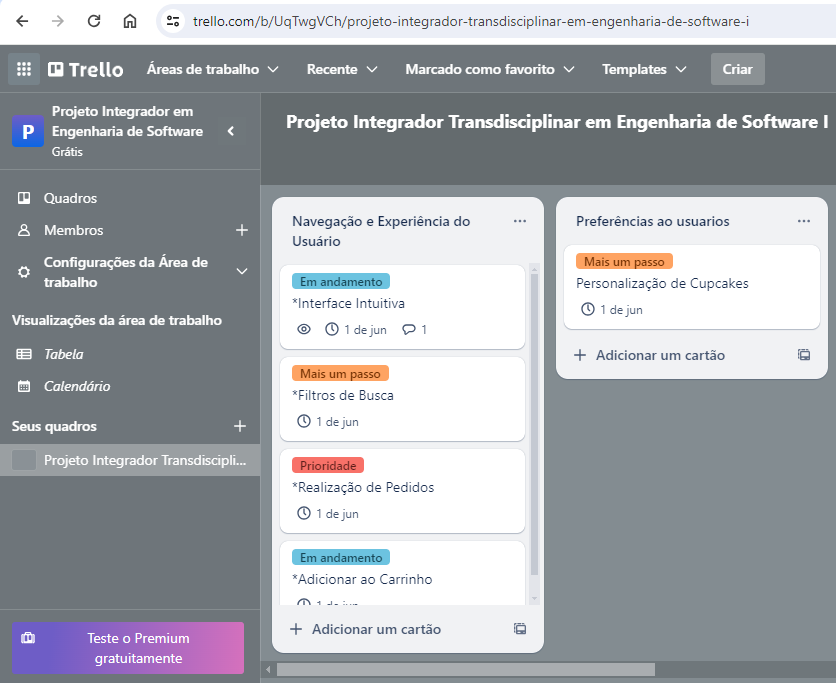 trello.com/b/UqTwgVCh/projeto-integrador-transdisciplinar-em-engenharia-de-software-i
Trello
Áreas de trabalho
Recente
Marcado como favorito
Templates
Criar
P
Projeto Integrador em
Engenharia de Software
Grátis
Quadros
Membros
Configurações da Área de
trabalho
Visualizações da área de trabalho
Tabela
Calendário
Seus quadros
Projeto Integrador Transdiscipli...
Teste o Premium
gratuitamente
Projeto Integrador Transdisciplinar em Engenharia de Software I
Navegação e Experiência do
Usuário
Em andamento
*Interface Intuitiva
1 de jun 1
Mais um passo
*Filtros de Busca
1 de jun
Prioridade
*Realização de Pedidos
1 de jun
Em andamento
*Adicionar ao Carrinho
1 de jun
Adicionar um cartão
Preferências ao usuarios
Mais um passo
Personalização de Cupcakes
1 de jun
Adicionar um cartão